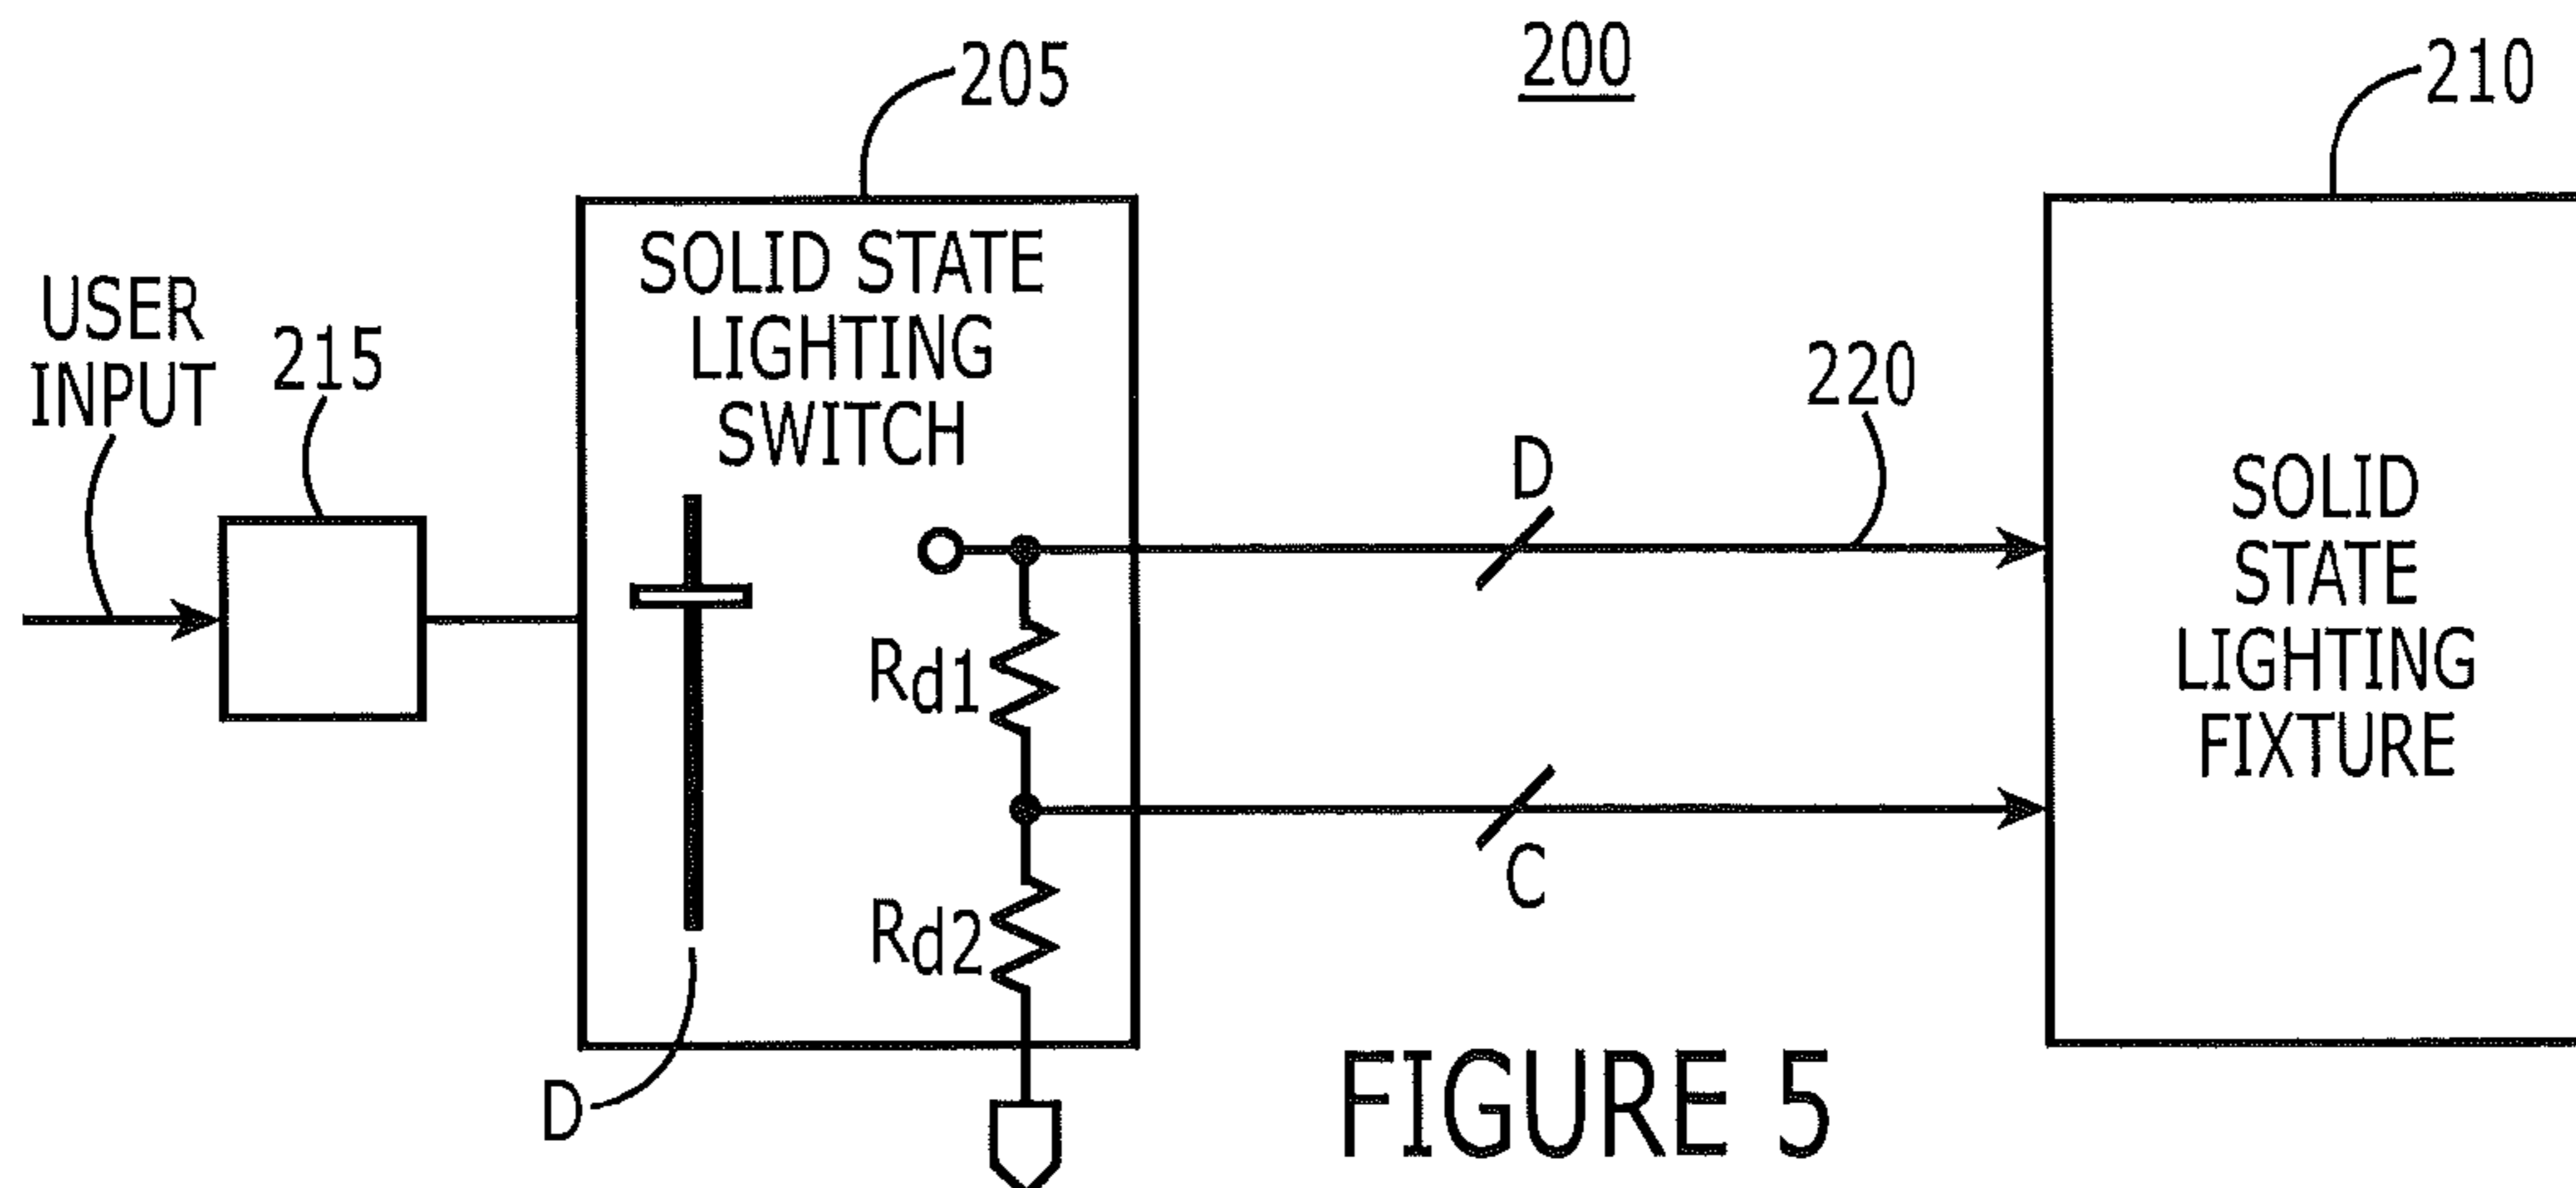 200
205
210
USER
INPUT
215
SOLID STATE
LIGHTING
SWITCH
Rd1
Rd2
D
D
220
C
SOLID
STATE
LIGHTING
FIXTURE
FIGURE 5